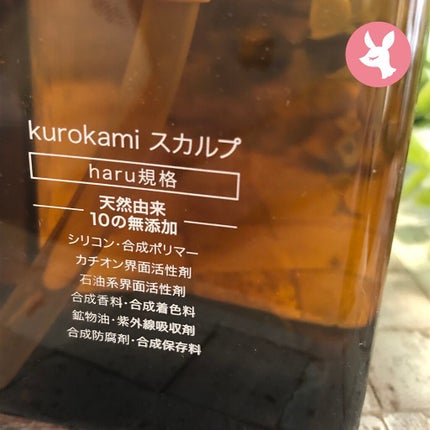 kurokami スカルプ
haru規格
天然由来
10の無添加
シリコン・合成ポリマー
カチオン界面活性剤
石油系界面活性剤
合成香料・合成着色料
鉱物油・紫外線吸収剤
合成防腐剤・合成保存料